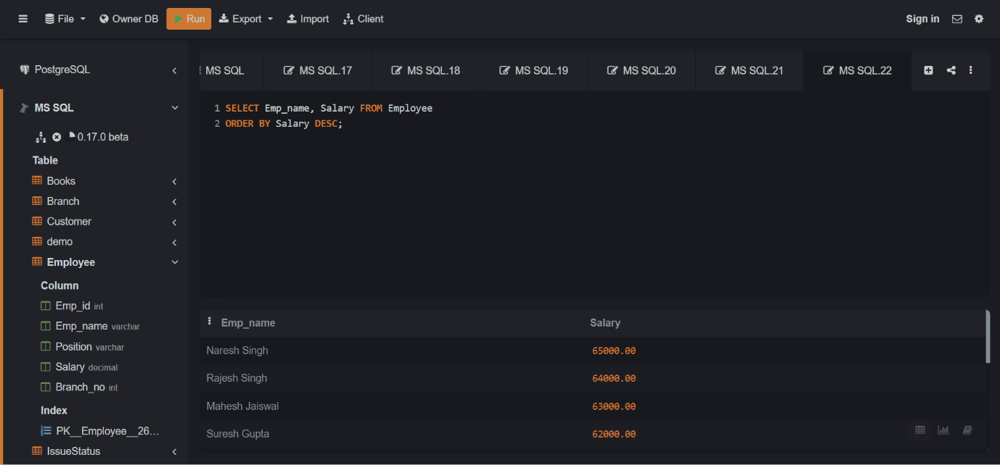 File Owner DB Run Export Import Client Sign in
PostgreSQL
MS SQL
0.17.0 beta
Table
Books
Branch
Customer
demo
Employee
Column
Emp_id int
Emp_name varchar
Position varchar
Salary decimal
Branch_no int
Index
PK__Employee__26...
IssueStatus
MS SQL MS SQL.17 MS SQL.18 MS SQL.19 MS SQL.20 MS SQL.21 MS SQL.22
1 SELECT Emp_name, Salary FROM Employee
2 ORDER BY Salary DESC;
Emp_name Salary
Naresh Singh 65000.00
Rajesh Singh 64000.00
Mahesh Jaiswal 63000.00
Suresh Gupta 62000.00